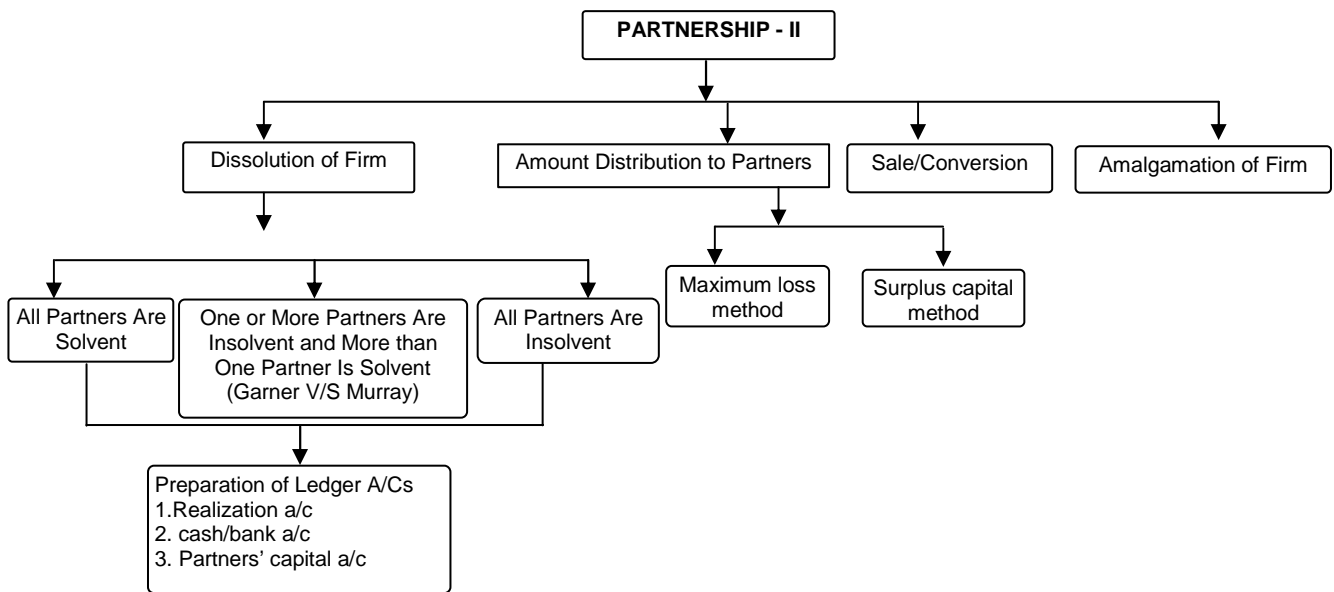 PARTNERSHIP - II
Dissolution of Firm
Amount Distribution to Partners
Sale/Conversion
Amalgamation of Firm
All Partners Are
Solvent
One or More Partners Are
Insolvent and More than
One Partner Is Solvent
(Garner V/S Murray)
All Partners Are
Insolvent
Maximum loss
method
Surplus capital
method
Preparation of Ledger A/Cs
1.Realization a/c
2. cash/bank a/c
3. Partners’ capital a/c